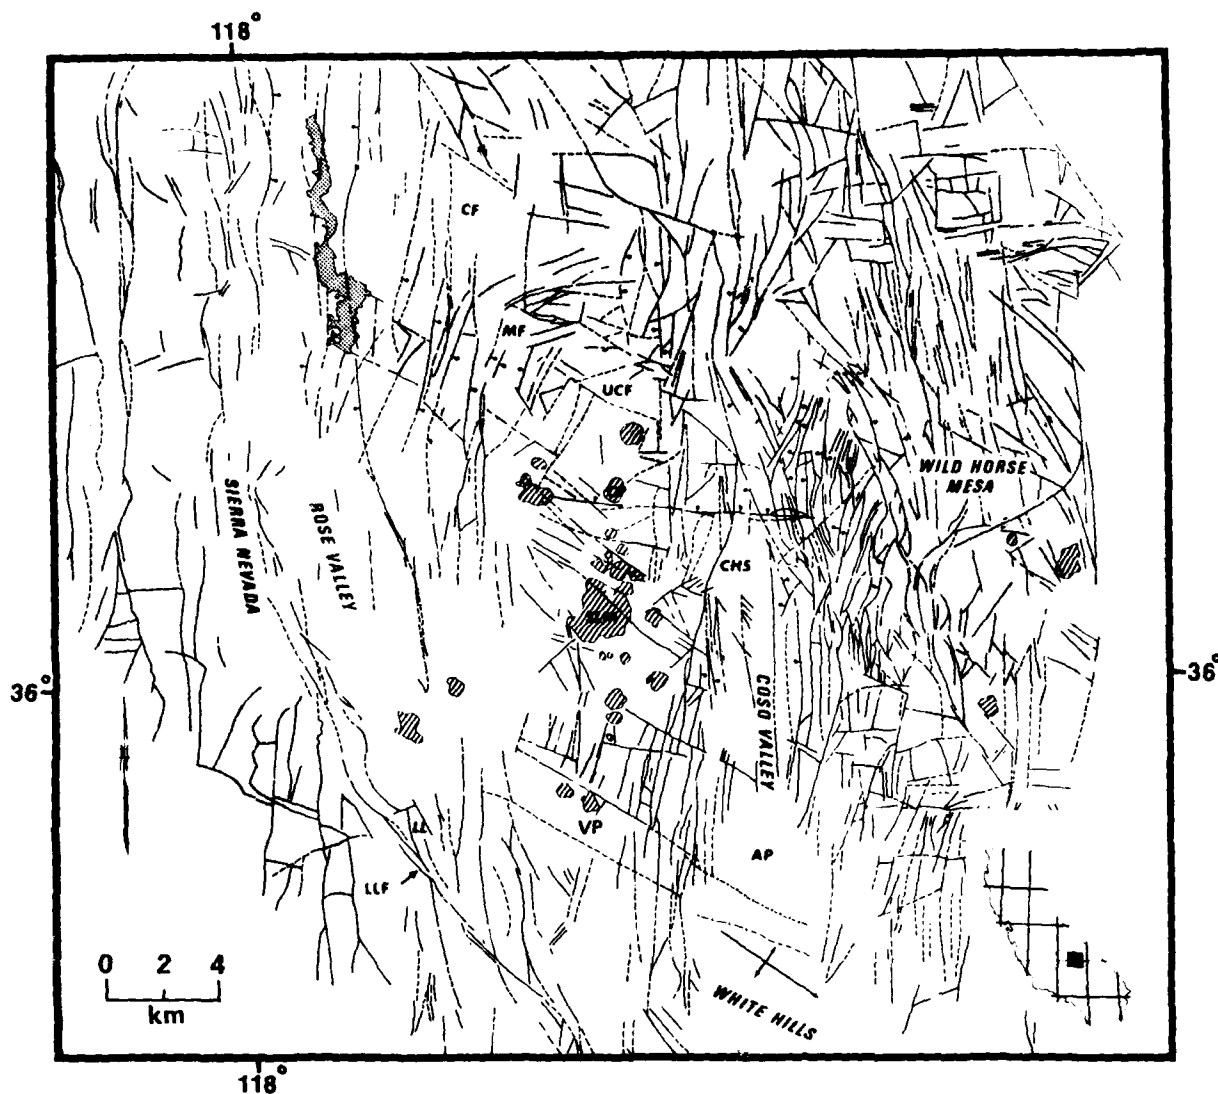 118°
CF
MF
UCF
WILD HORSE
MESA
SIERRA NEVADA
ROSE VALLEY
CHS
36°
36°
COSO VALLEY
LL
VP
AP
LLF
0 2 4
km
WHITE HILLS
118°